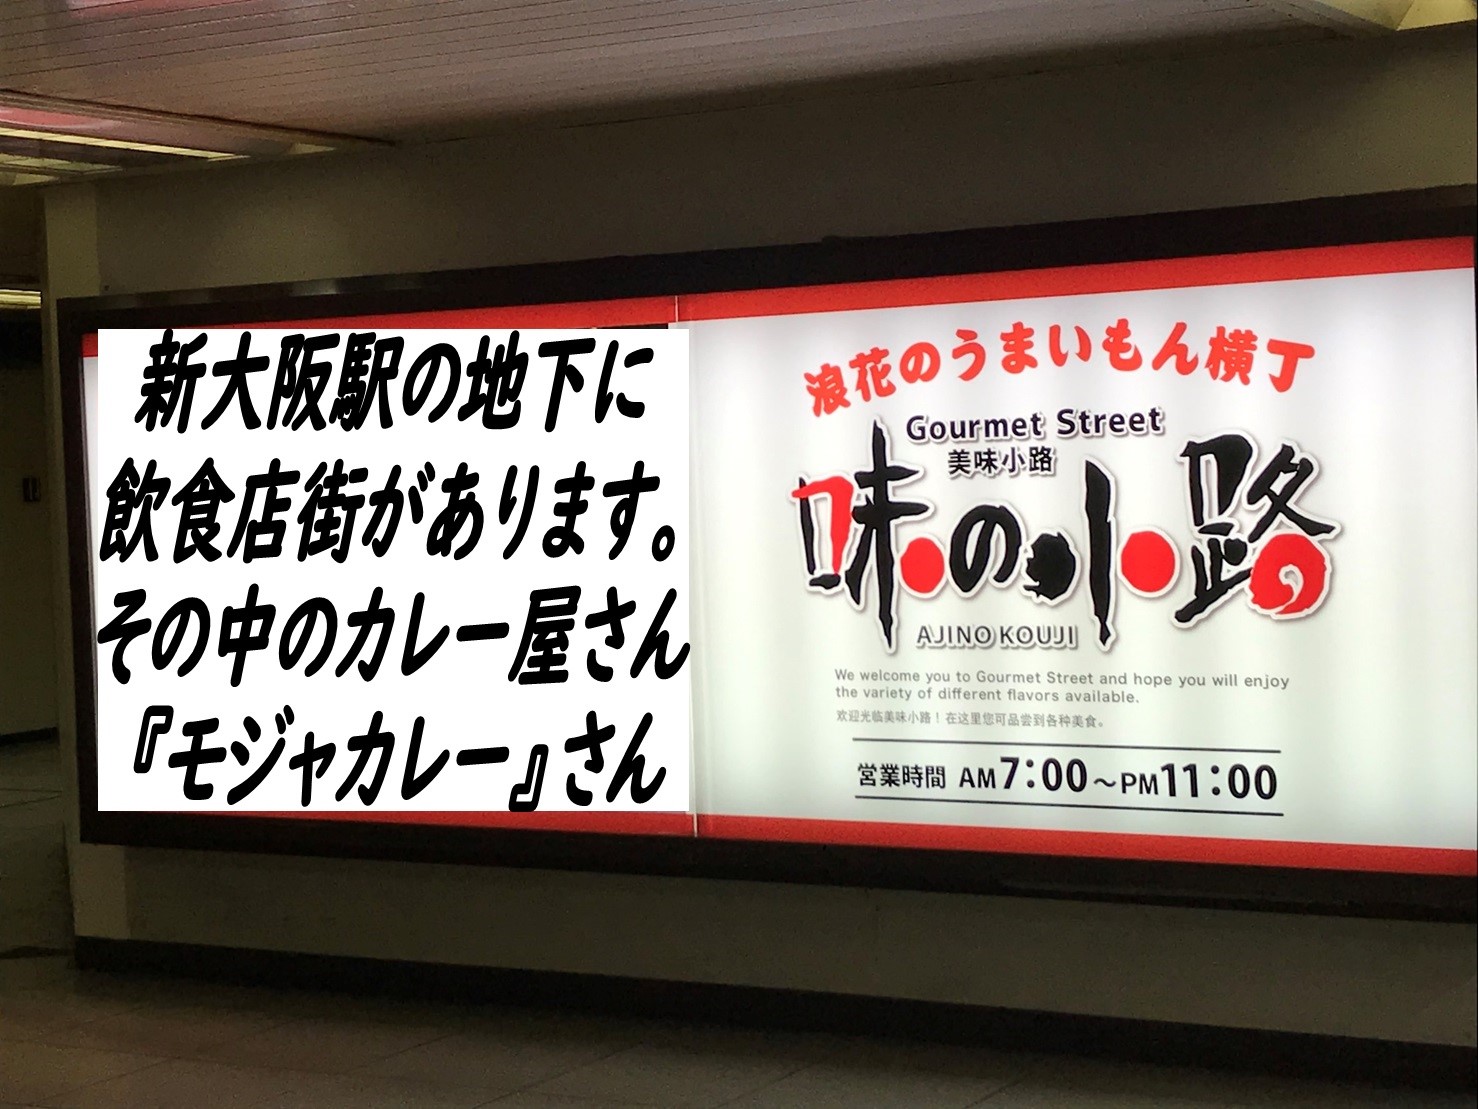 新大阪駅の地下に
飲食店街があります。
その中のカレー屋さん
『モジャカレー』さん
浪花のうまいもん横丁
Gourmet Street
美味小路
味の小路
AJINO KOUJI
We welcome you to Gourmet Street and hope you will enjoy
the variety of different flavors available.
欢迎光临美味小路！在这里您可品尝到各种美食。
営業時間 AM7:00～PM11:00